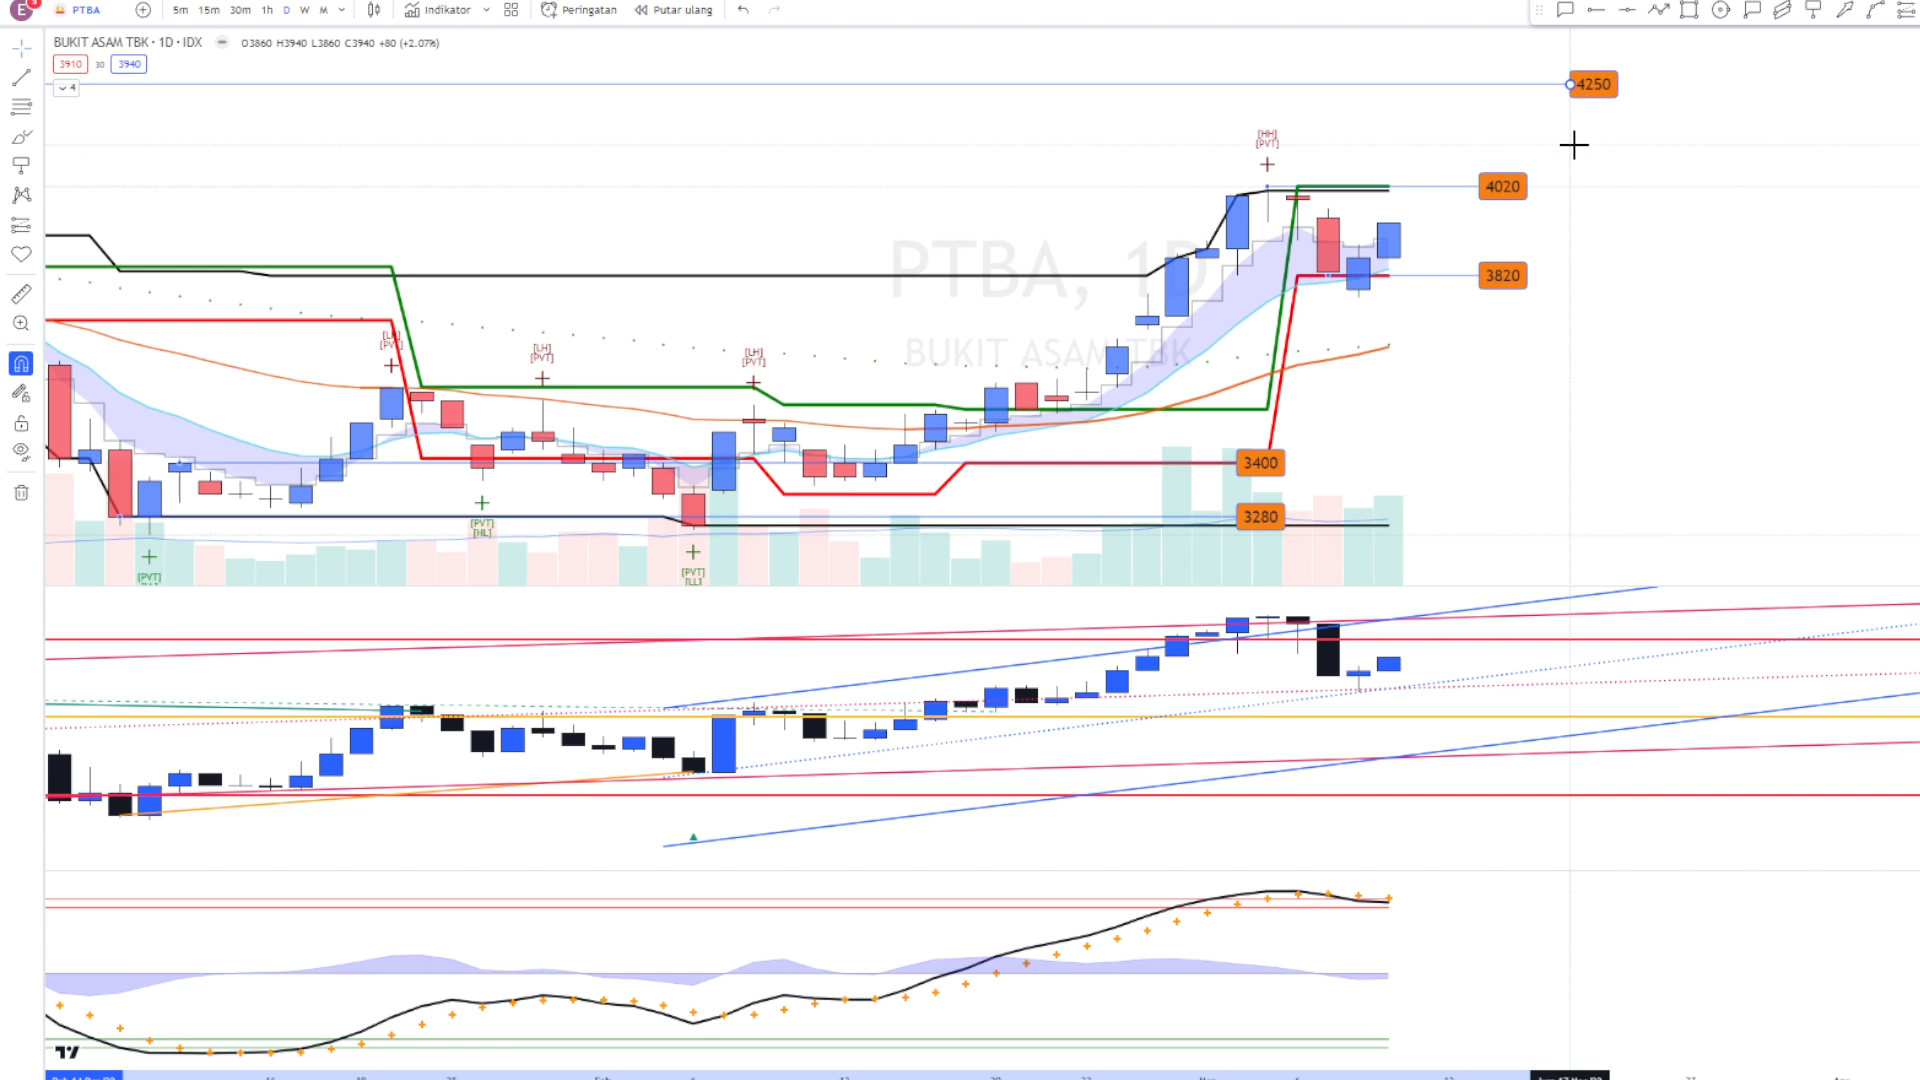 E 5 PTBA 5m 15m 30m 1h D W M Indikator Peringatan Putar ulang
BUKIT ASAM TBK · 1D · IDX O3860 H3940 L3860 C3940 +80 (+2.07%)
3910 30 3940
4
4250
[HH]
[PVT]
4020
PTBA, 1D
3820
[LH]
[PVT]
[LH]
[PVT]
[LH]
[PVT]
BUKIT ASAM TBK
3400
3280
[PVT]
[HL]
[PVT]
[PVT]
[LL]